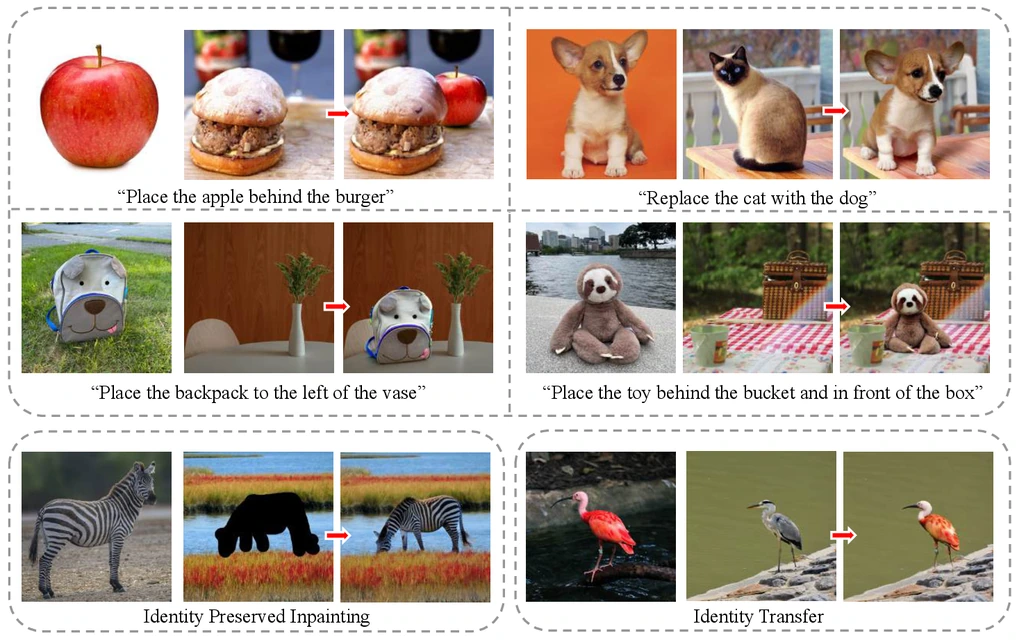 “Place the apple behind the burger”
“Replace the cat with the dog”
“Place the backpack to the left of the vase”
“Place the toy behind the bucket and in front of the box”
Identity Preserved Inpainting
Identity Transfer